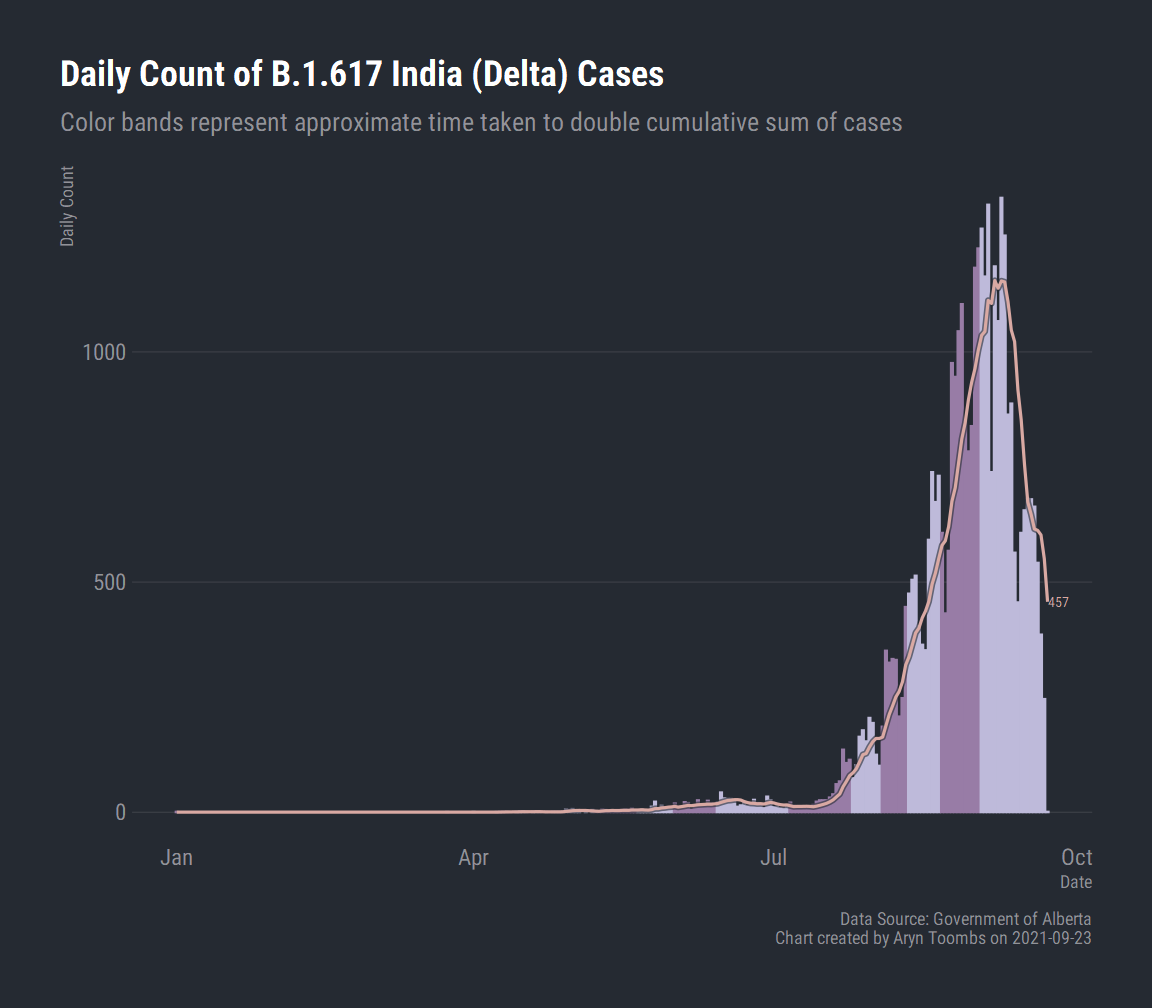 Daily Count of B.1.617 India (Delta) Cases
Color bands represent approximate time taken to double cumulative sum of cases
Daily Count
1000
500
457
0
Jan Apr Jul Oct
Date
Data Source: Government of Alberta
Chart created by Aryn Toombs on 2021-09-23